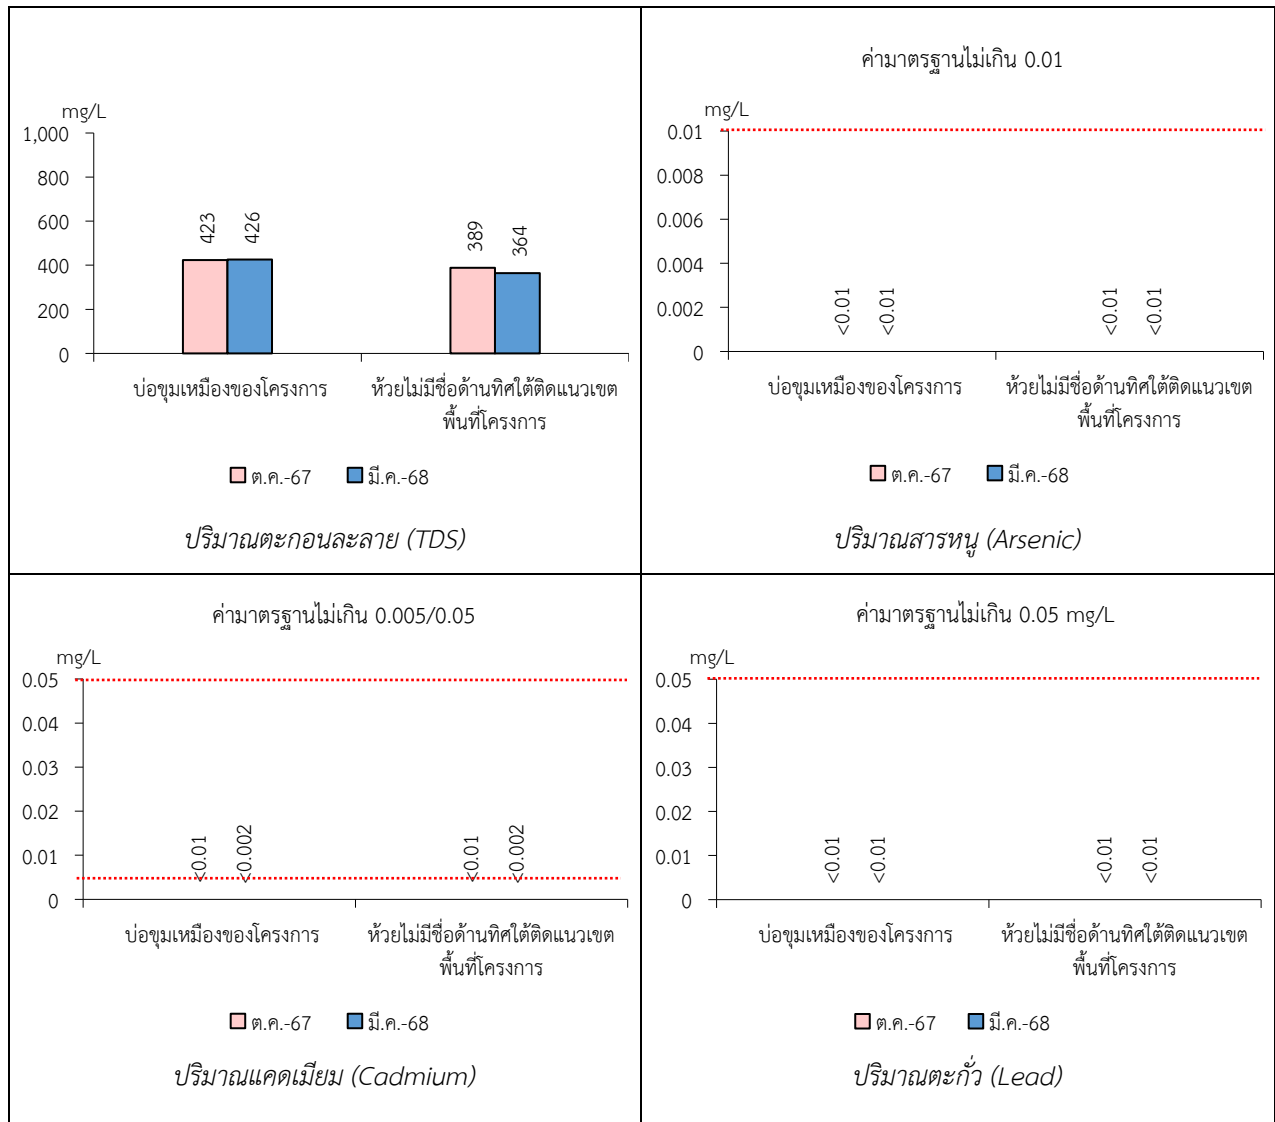 mg/L
1,000
800
600
400
200
0
423
426
389
364
บ่อขุมเหมืองของโครงการ
ห้วยไม่มีชื่อด้านทิศใต้ติดแนวเขต
พื้นที่โครงการ
ต.ค.-67 มี.ค.-68
ปริมาณตะกอนละลาย (TDS)
ค่ามาตรฐานไม่เกิน 0.01
mg/L
0.01
0.008
0.006
0.004
0.002
0
<0.01
<0.01
<0.01
<0.01
บ่อขุมเหมืองของโครงการ
ห้วยไม่มีชื่อด้านทิศใต้ติดแนวเขต
พื้นที่โครงการ
ต.ค.-67 มี.ค.-68
ปริมาณสารหนู (Arsenic)
ค่ามาตรฐานไม่เกิน 0.005/0.05
mg/L
0.05
0.04
0.03
0.02
0.01
0
<0.01
<0.002
<0.01
<0.002
บ่อขุมเหมืองของโครงการ
ห้วยไม่มีชื่อด้านทิศใต้ติดแนวเขต
พื้นที่โครงการ
ต.ค.-67 มี.ค.-68
ปริมาณแคดเมียม (Cadmium)
ค่ามาตรฐานไม่เกิน 0.05 mg/L
mg/L
0.05
0.04
0.03
0.02
0.01
0
<0.01
<0.01
<0.01
<0.01
บ่อขุมเหมืองของโครงการ
ห้วยไม่มีชื่อด้านทิศใต้ติดแนวเขต
พื้นที่โครงการ
ต.ค.-67 มี.ค.-68
ปริมาณตะกั่ว (Lead)